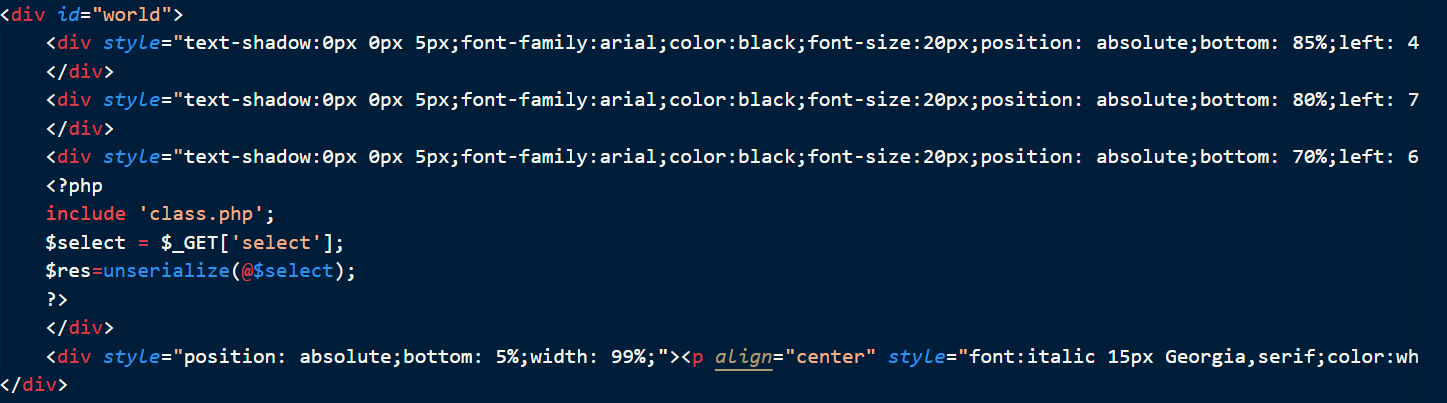 <div id="world">
    <div style="text-shadow:0px 0px 5px;font-family:arial;color:black;font-size:20px;position: absolute;bottom: 85%;left: 4
    </div>
    <div style="text-shadow:0px 0px 5px;font-family:arial;color:black;font-size:20px;position: absolute;bottom: 80%;left: 7
    </div>
    <div style="text-shadow:0px 0px 5px;font-family:arial;color:black;font-size:20px;position: absolute;bottom: 70%;left: 6
    <?php
    include 'class.php';
    $select = $_GET['select'];
    $res=unserialize(@$select);
    ?>
    </div>
    <div style="position: absolute;bottom: 5%;width: 99%;"><p align="center" style="font:italic 15px Georgia,serif;color:wh
</div>